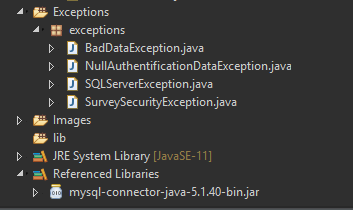 Exceptions
exceptions
BadDataException.java
NullAuthentificationDataException.java
SQLServerException.java
SurveySecurityException.java
Images
lib
JRE System Library [JavaSE-11]
Referenced Libraries
mysql-connector-java-5.1.40-bin.jar